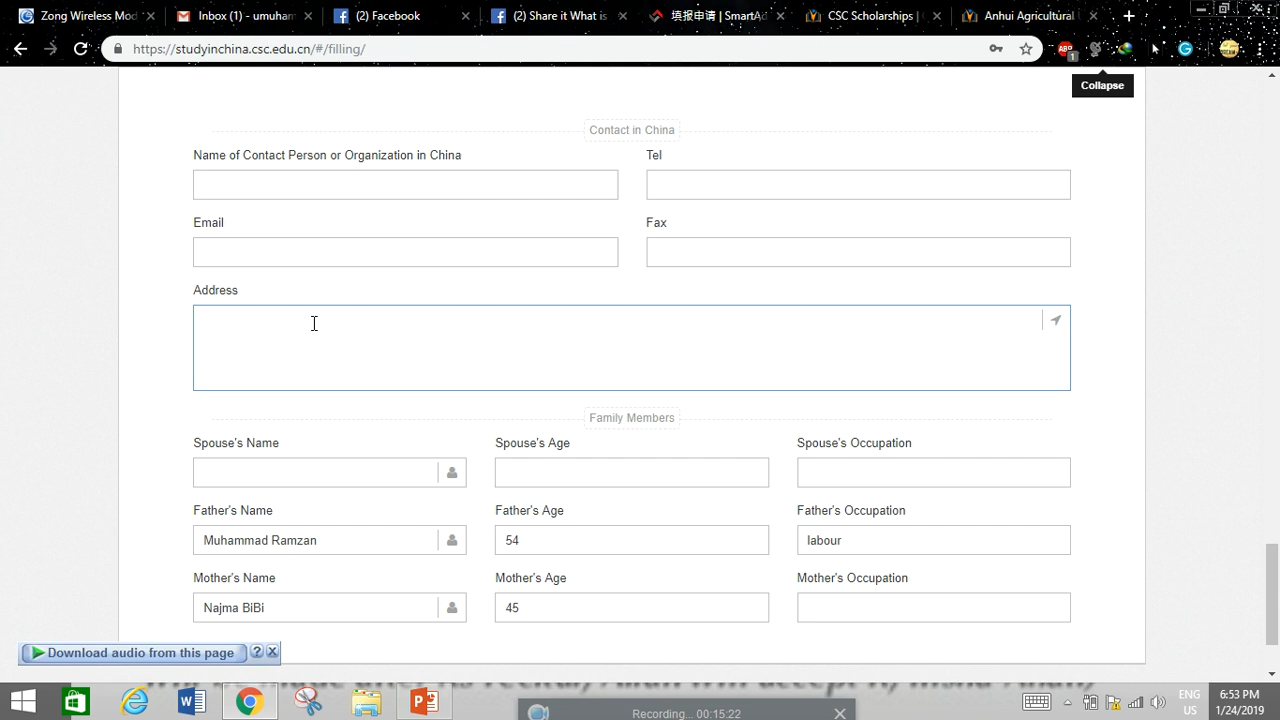 Zong Wireless Mod
Inbox (1) - umuham
(2) Facebook
(2) Share it What is
填报申请 | SmartAd
CSC Scholarships |
Anhui Agricultural
https://studyinchina.csc.edu.cn/#/filling/
ABP
1
Collapse
Contact in China
Name of Contact Person or Organization in China
Tel
Email
Fax
Address
Family Members
Spouse's Name
Spouse's Age
Spouse's Occupation
Father's Name
Father's Age
Father's Occupation
Muhammad Ramzan
54
labour
Mother's Name
Mother's Age
Mother's Occupation
Najma BiBi
45
Download audio from this page
?
ENG
US
6:53 PM
1/24/2019
Recording... 00:15:22